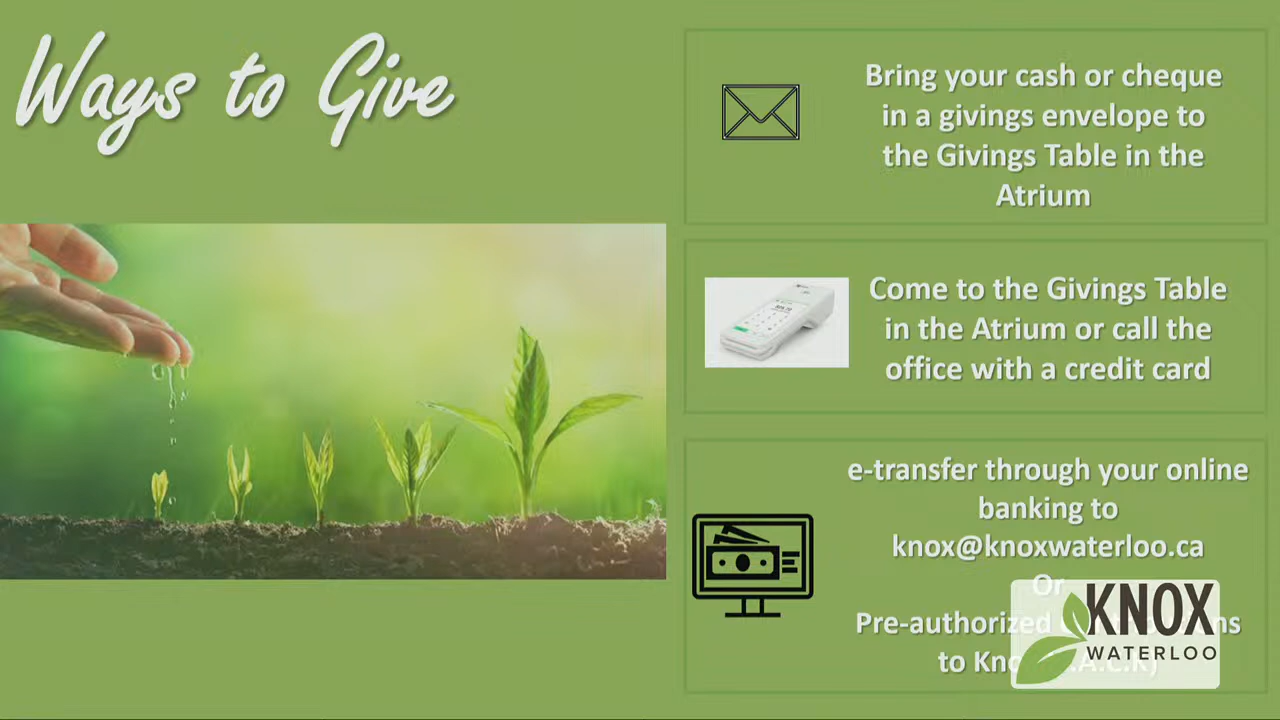 Ways to Give
Bring your cash or cheque
in a givings envelope to
the Givings Table in the
Atrium
Come to the Givings Table
in the Atrium or call the
office with a credit card
e-transfer through your online
banking to
knox@knoxwaterloo.ca
Or
Pre-authorized
to
KNOX
WATERLOO